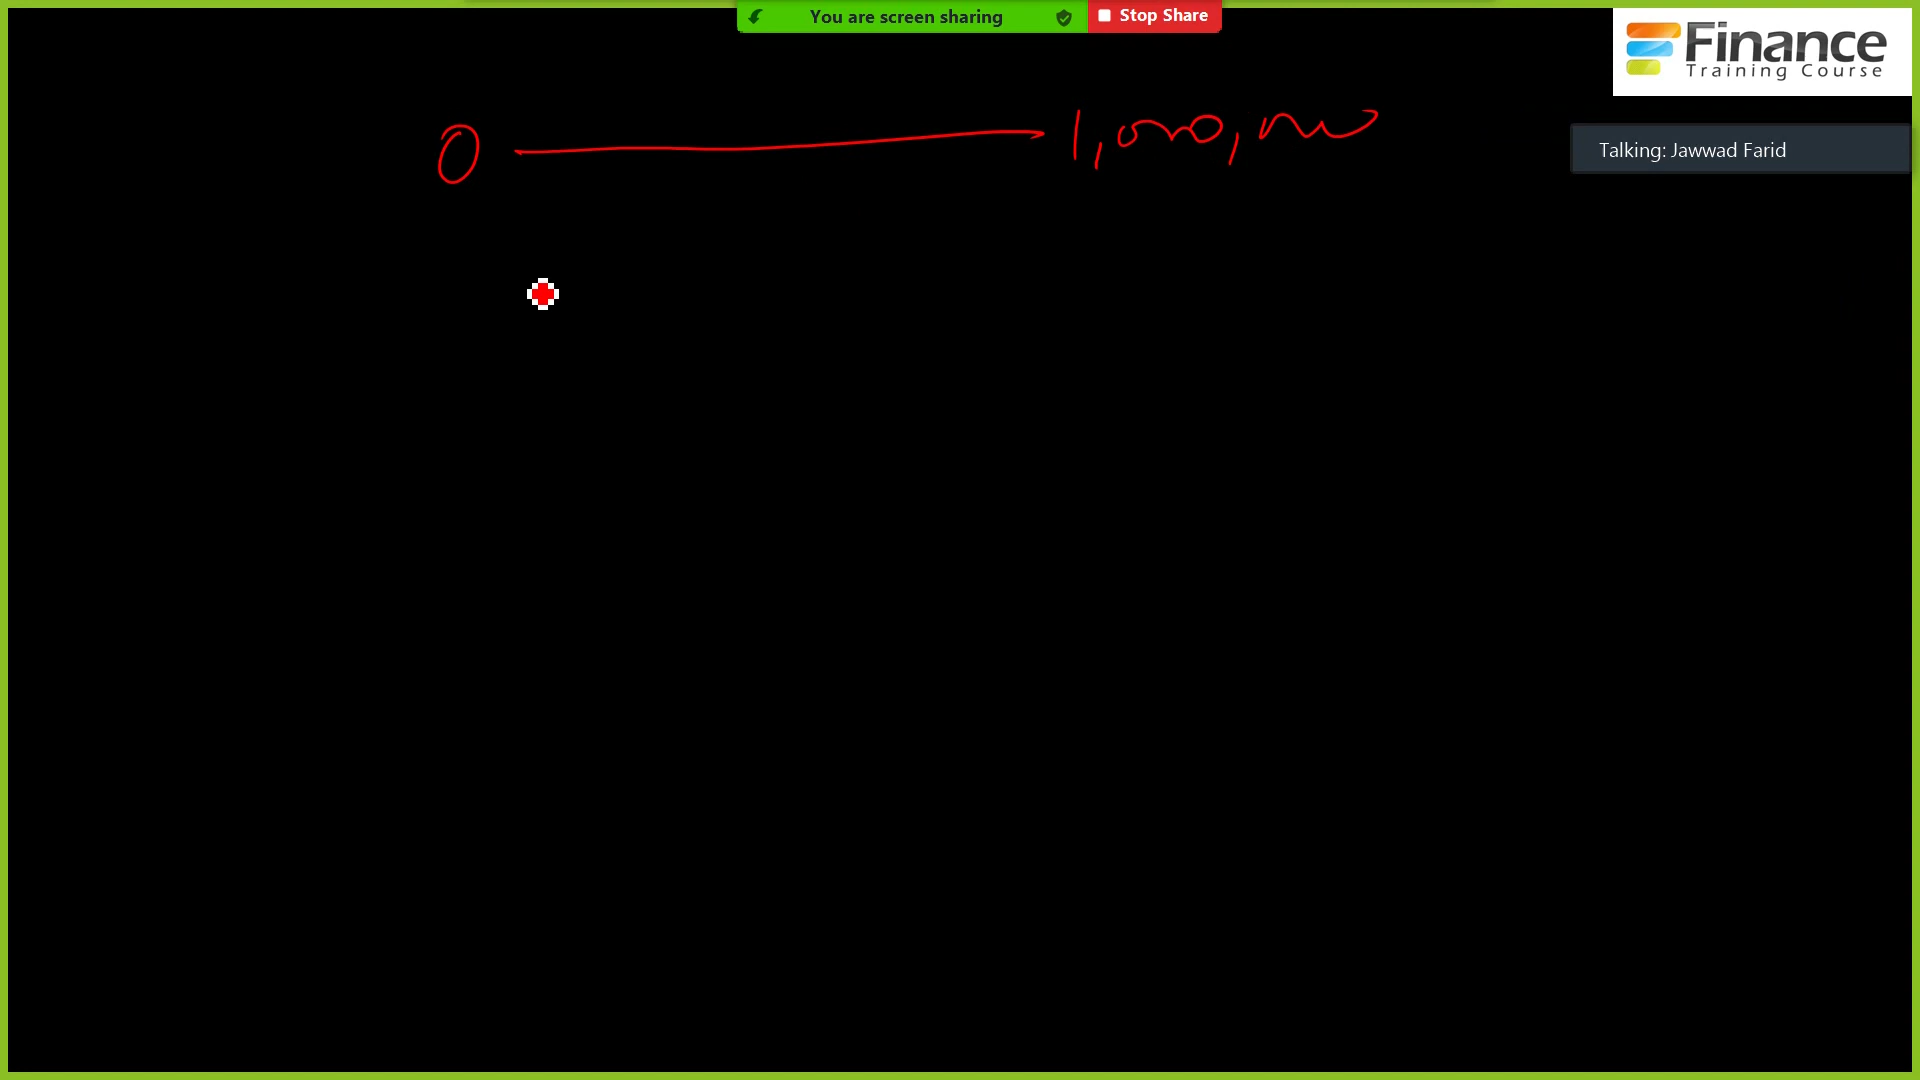 You are screen sharing Stop Share
Finance
Training Course
0 1,000,000
Talking: Jawwad Farid